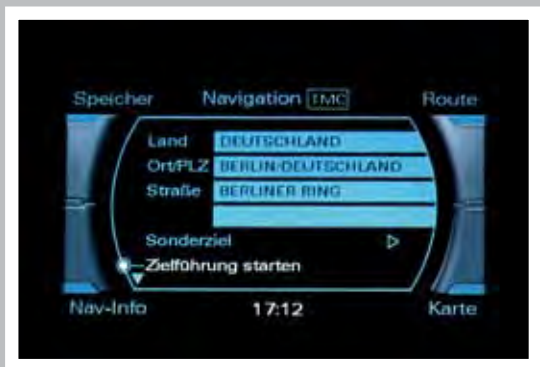 Speicher Navigation TMC Route
Land DEUTSCHLAND
Ort/PLZ BERLIN/DEUTSCHLAND
Straße BERLINER RING
Sonderziel
Zielführung starten
Nav-Info 17:12 Karte